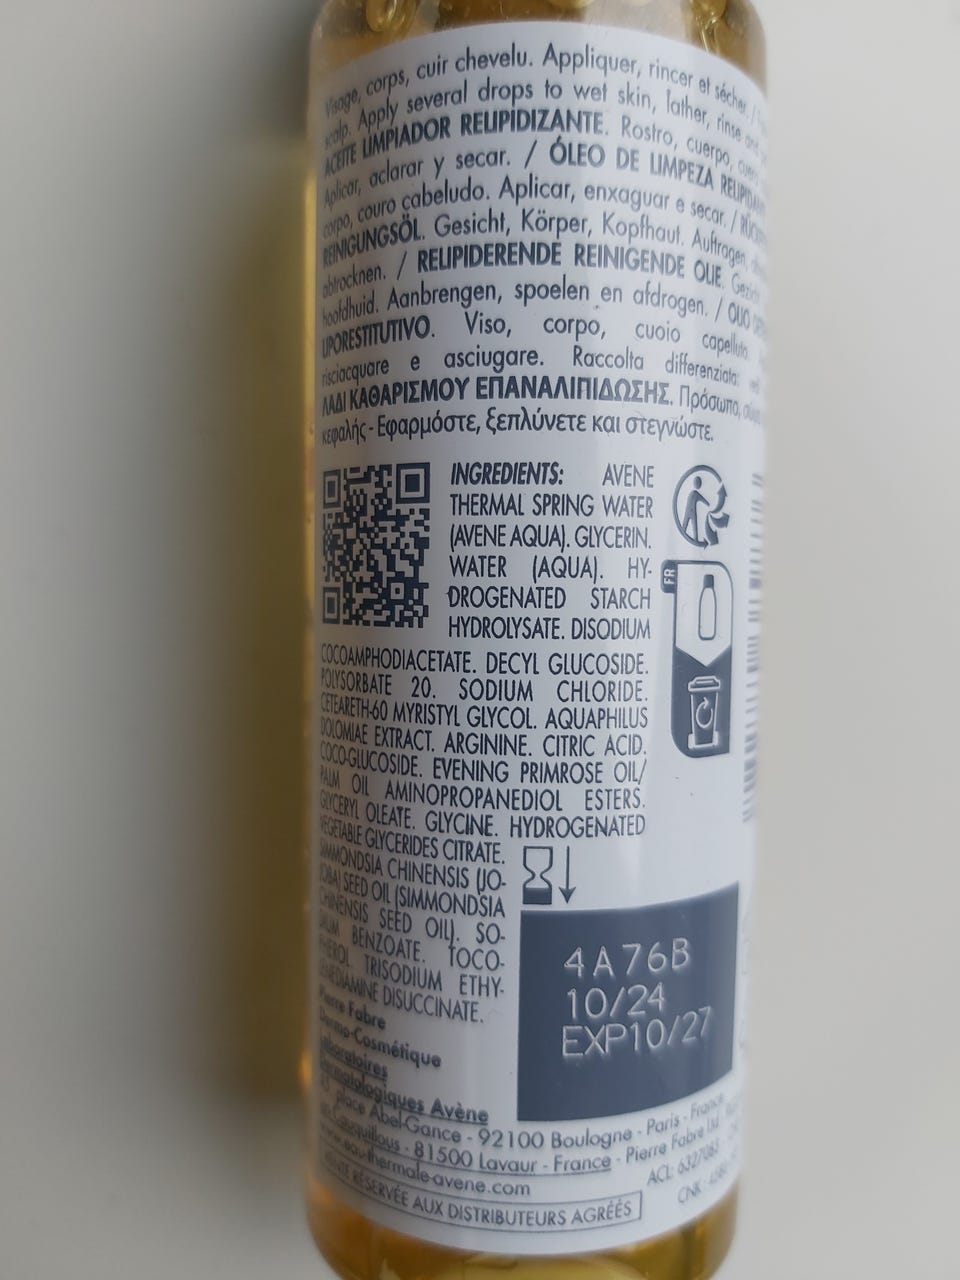 Visage, corps, cuir chevelu. Appliquer, rincer et sécher. /
scalp. Apply several drops to wet skin, lather, rinse and
ACEITE LIMPIADOR RELIPIDIZANTE. Rostro, cuerpo,
Aplicar, aclarar y secar. / ÓLEO DE LIMPEZA
corpo, couro cabeludo. Aplicar, enxaguar e secar. /
REINIGUNGSÖL. Gesicht, Körper, Kopfhaut. Auftragen,
abtrocknen. / RELIPIDERENDE REINIGENDE OLIE.
hoofdhuid. Aanbrengen, spoelen en afdrogen. / OLIO
LIPORESTITUTIVO. Viso, corpo, cuoio capelluto.
risciacquare e asciugare. Raccolta differenziata:
ΛΑΔΙ ΚΑΘΑΡΙΣΜΟΥ ΕΠΑΝΑΛΙΠΙΔΩΣΗΣ. Πρόσωπο,
κεφαλής - Εφαρμόστε, ξεπλύνετε και στεγνώστε.
INGREDIENTS: AVENE
THERMAL SPRING WATER
(AVENE AQUA). GLYCERIN.
WATER (AQUA). HY-
DROGENATED STARCH
HYDROLYSATE. DISODIUM
FR
COCOAMPHODIACETATE. DECYL GLUCOSIDE.
POLYSORBATE 20. SODIUM CHLORIDE.
CETEARETH-60 MYRISTYL GLYCOL. AQUAPHILUS
DOLOMIAE EXTRACT. ARGININE. CITRIC ACID.
COCO-GLUCOSIDE. EVENING PRIMROSE OIL/
PALM OIL AMINOPROPANEDIOL ESTERS.
GLYCERYL OLEATE. GLYCINE. HYDROGENATED
VEGETABLE GLYCERIDES CITRATE.
SIMMONDSIA CHINENSIS (JO-
JOBA) SEED OIL (SIMMONDSIA
CHINENSIS SEED OIL). SO-
DIUM BENZOATE. TOCO-
PHEROL. TRISODIUM ETHY-
LENEDIAMINE DISUCCINATE.
4A76B
10/24
EXP10/27
Pierre Fabre
Dermo-Cosmétique
Laboratoires
Dermatologiques Avène
45, place Abel-Gance - 92100 Boulogne - Paris - France
Les Cauquillous - 81500 Lavaur - France - Pierre Fabre Ltd
www.eau-thermale-avene.com
ACL: 6327063
CNK:
VENTE RÉSERVÉE AUX DISTRIBUTEURS AGRÉÉS